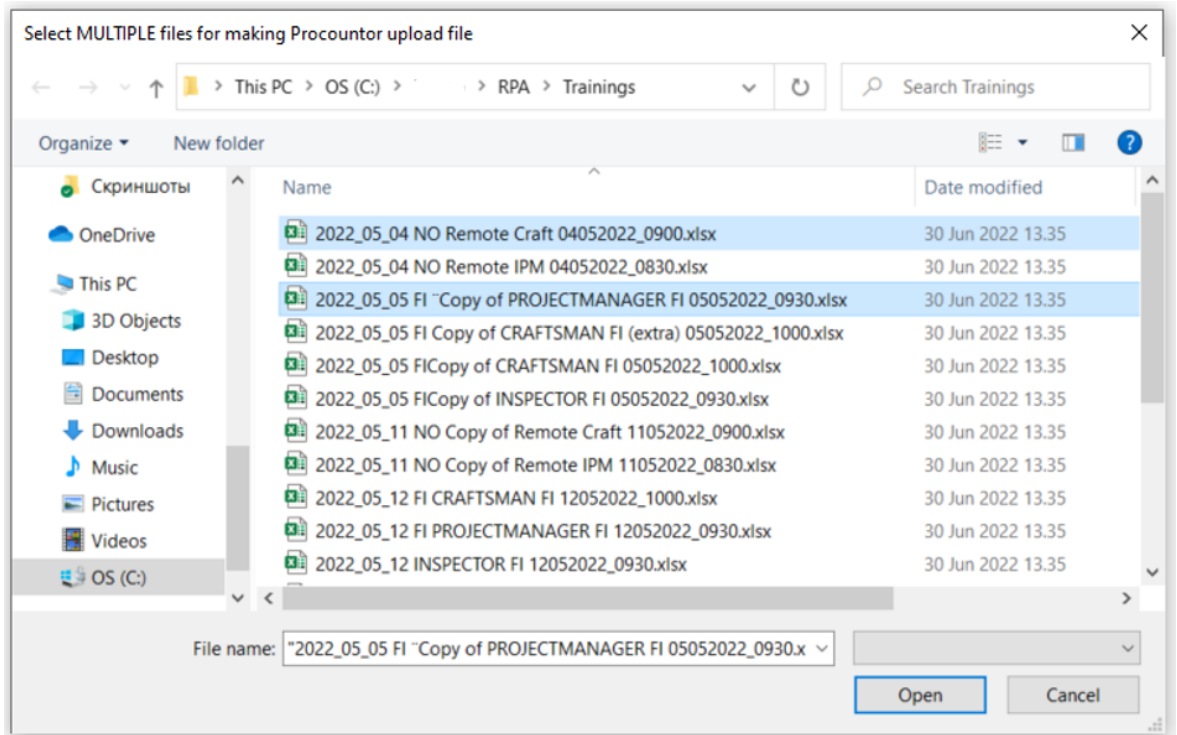 Select MULTIPLE files for making Procountor upload file
This PC > OS (C:) > > RPA > Trainings
Search Trainings
Organize
New folder
?
Скриншоты
OneDrive
This PC
3D Objects
Desktop
Documents
Downloads
Music
Pictures
Videos
OS (C:)
Name Date modified
2022_05_04 NO Remote Craft 04052022_0900.xlsx 30 Jun 2022 13.35
2022_05_04 NO Remote IPM 04052022_0830.xlsx 30 Jun 2022 13.35
2022_05_05 FI ¨Copy of PROJECTMANAGER FI 05052022_0930.xlsx 30 Jun 2022 13.35
2022_05_05 FI Copy of CRAFTSMAN FI (extra) 05052022_1000.xlsx 30 Jun 2022 13.35
2022_05_05 FICopy of CRAFTSMAN FI 05052022_1000.xlsx 30 Jun 2022 13.35
2022_05_05 FICopy of INSPECTOR FI 05052022_0930.xlsx 30 Jun 2022 13.35
2022_05_11 NO Copy of Remote Craft 11052022_0900.xlsx 30 Jun 2022 13.35
2022_05_11 NO Copy of Remote IPM 11052022_0830.xlsx 30 Jun 2022 13.35
2022_05_12 FI CRAFTSMAN FI 12052022_1000.xlsx 30 Jun 2022 13.35
2022_05_12 FI PROJECTMANAGER FI 12052022_0930.xlsx 30 Jun 2022 13.35
2022_05_12 INSPECTOR FI 12052022_0930.xlsx 30 Jun 2022 13.35
File name: "2022_05_05 FI ¨Copy of PROJECTMANAGER FI 05052022_0930.x
Open
Cancel